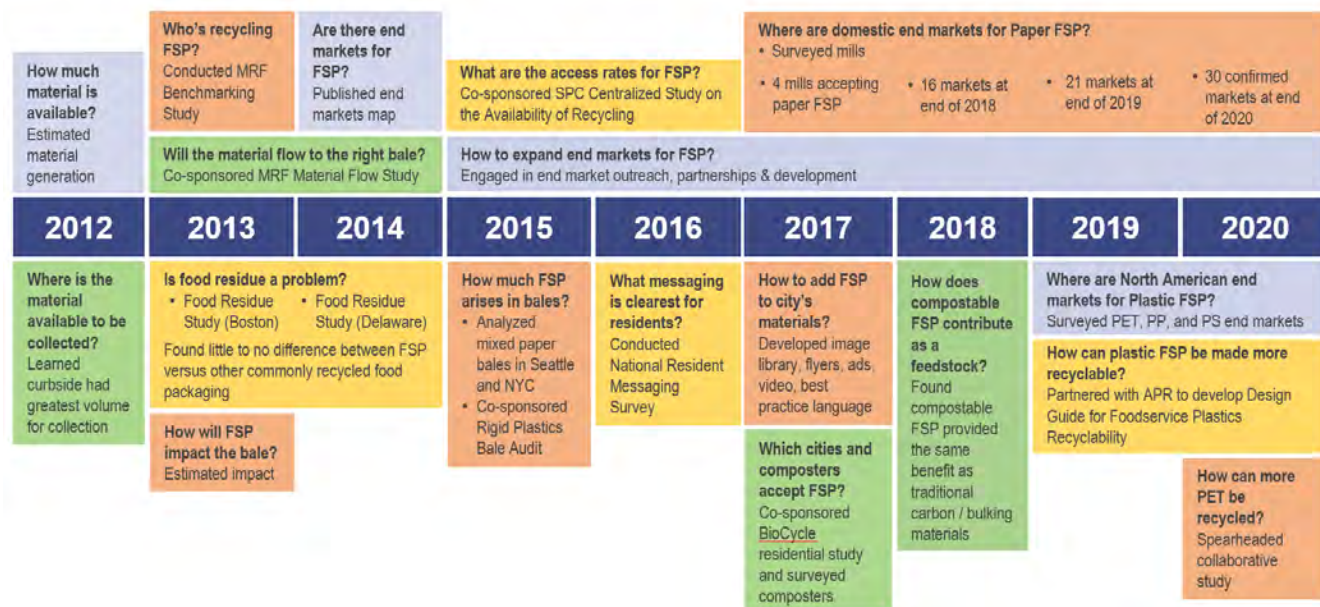 How much
material is
available?
Estimated
material
generation
Who's recycling
FSP?
Conducted MRF
Benchmarking
Study
Are there end
markets for
FSP?
Published end
markets map
Will the material flow to the right bale?
Co-sponsored MRF Material Flow Study
What are the access rates for FSP?
Co-sponsored SPC Centralized Study on
the Availability of Recycling
Where are domestic end markets for Paper FSP?
• Surveyed mills
• 4 mills accepting
paper FSP
• 16 markets at
end of 2018
• 21 markets at
end of 2019
• 30 confirmed
markets at end
of 2020
How to expand end markets for FSP?
Engaged in end market outreach, partnerships & development
2012
2013
2014
2015
2016
2017
2018
2019
2020
Where is the
material
available to be
collected?
Learned
curbside had
greatest volume
for collection
Is food residue a problem?
• Food Residue
Study (Boston)
• Food Residue
Study (Delaware)
Found little to no difference between FSP
versus other commonly recycled food
packaging
How will FSP
impact the bale?
Estimated impact
How much FSP
arises in bales?
• Analyzed
mixed paper
bales in Seattle
and NYC
• Co-sponsored
Rigid Plastics
Bale Audit
What messaging
is clearest for
residents?
Conducted
National Resident
Messaging
Survey
How to add FSP
to city's
materials?
Developed image
library, flyers, ads,
video, best
practice language
Which cities and
composters
accept FSP?
Co-sponsored
BioCycle
residential study
and surveyed
composters
How does
compostable
FSP contribute
as a
feedstock?
Found
compostable
FSP provided
the same
benefit as
traditional
carbon / bulking
materials
Where are North American end
markets for Plastic FSP?
Surveyed PET, PP, and PS end markets
How can plastic FSP be made more
recyclable?
Partnered with APR to develop Design
Guide for Foodservice Plastics
Recyclability
How can more
PET be
recycled?
Spearheaded
collaborative
study